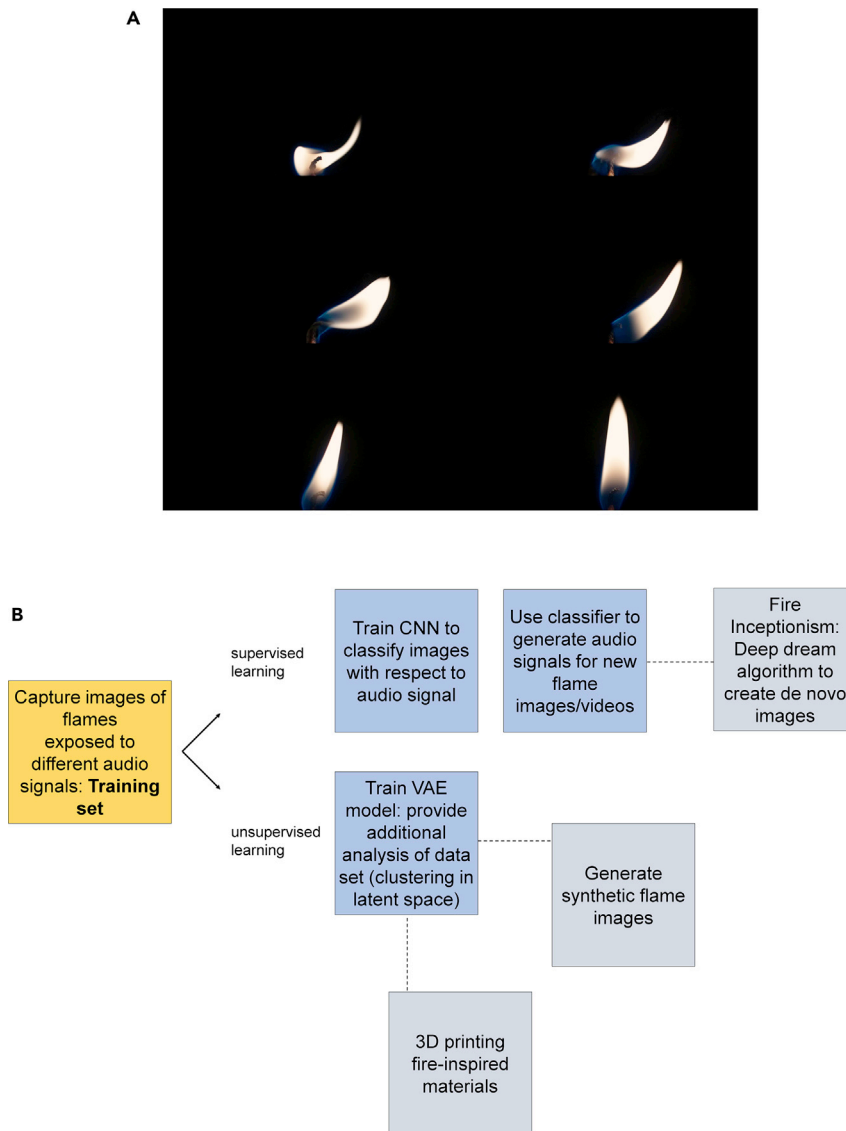 A
B
supervised
learning
Train CNN to
classify images
with respect to
audio signal
Use classifier to
generate audio
signals for new
flame
images/videos
Fire
Inceptionism:
Deep dream
algorithm to
create de novo
images
Capture images of
flames
exposed to
different audio
signals: Training
set
unsupervised
learning
Train VAE
model: provide
additional
analysis of data
set (clustering in
latent space)
Generate
synthetic flame
images
3D printing
fire-inspired
materials